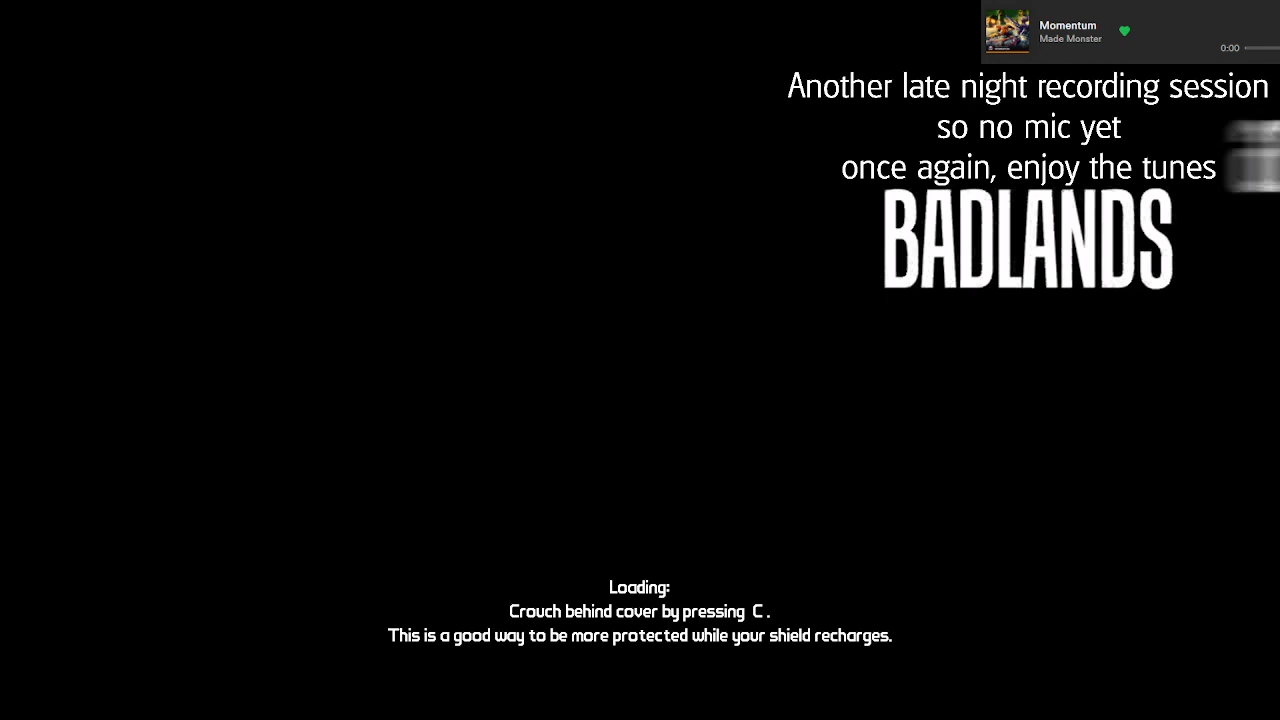 Momentum
Made Monster
0:00
Another late night recording session
so no mic yet
once again, enjoy the tunes
BADLANDS
Loading:
Crouch behind cover by pressing C .
This is a good way to be more protected while your shield recharges.